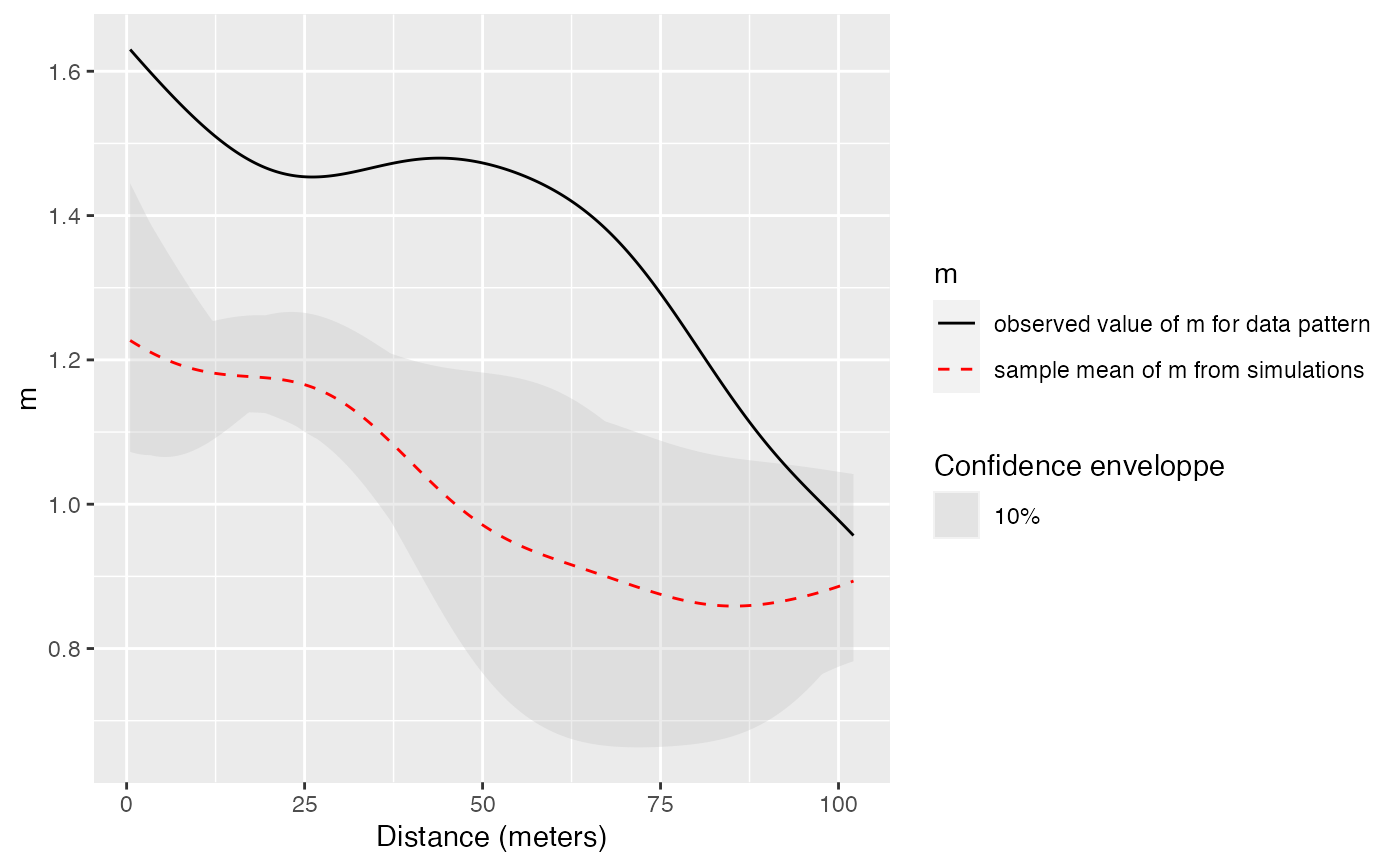 1.6
1.4
1.2
1.0
0.8
m
0
25
50
75
100
Distance (meters)
m
observed value of m for data pattern
sample mean of m from simulations
Confidence enveloppe
10%